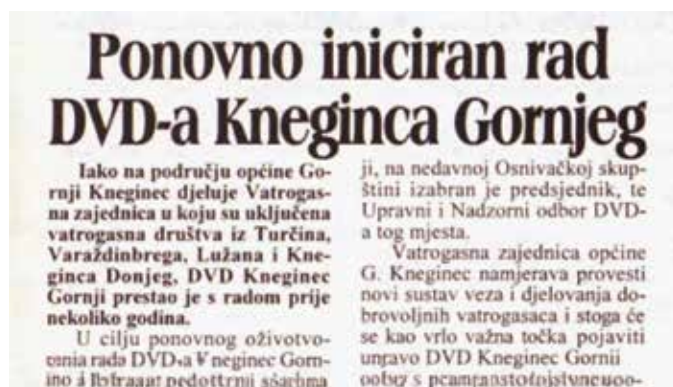 Ponovno iniciran rad
DVD-a Kneginca Gornjeg
Iako na području općine Go-
rnji Kneginec djeluje Vatrogas-
na zajednica u koju su uključena
vatrogasna društva iz Turčina,
Varaždinbrega, Lužana i Kne-
ginca Donjeg, DVD Kneginec
Gornji prestao je s radom prije
nekoliko godina.
U cilju ponovnog oživotvo-
rada DVD-a
ji, na nedavnoj Osnivačkoj skup-
štini izabran je predsjednik, te
Upravni i Nadzorni odbor DVD-
a tog mjesta.
Vatrogasna zajednica općine
G. Kneginec namjerava provesti
novi sustav veza i djelovanja do-
brovoljnih vatrogasaca i stoga će
se kao vrlo važna točka pojaviti
upravo DVD Kneginec Gornji